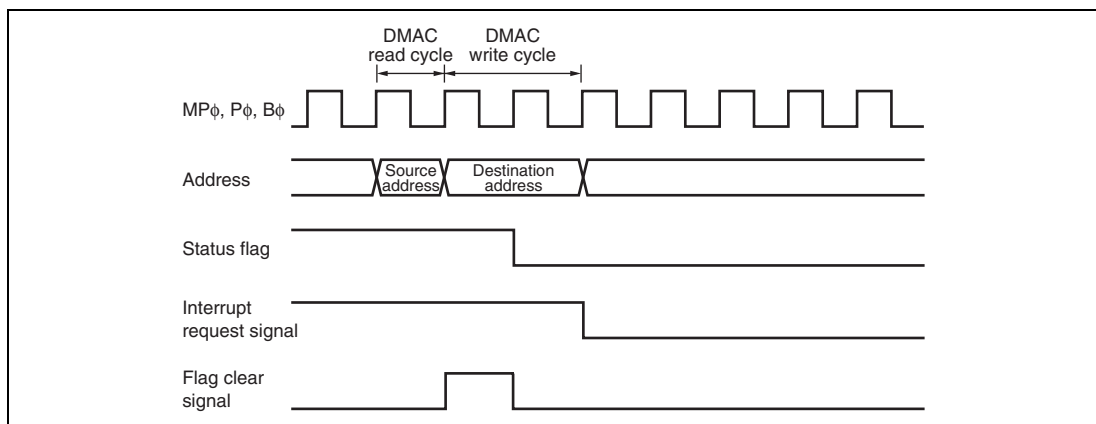 DMAC
read cycle
DMAC
write cycle
MPϕ, Pϕ, Bϕ
Address
Source
address
Destination
address
Status flag
Interrupt
request signal
Flag clear
signal